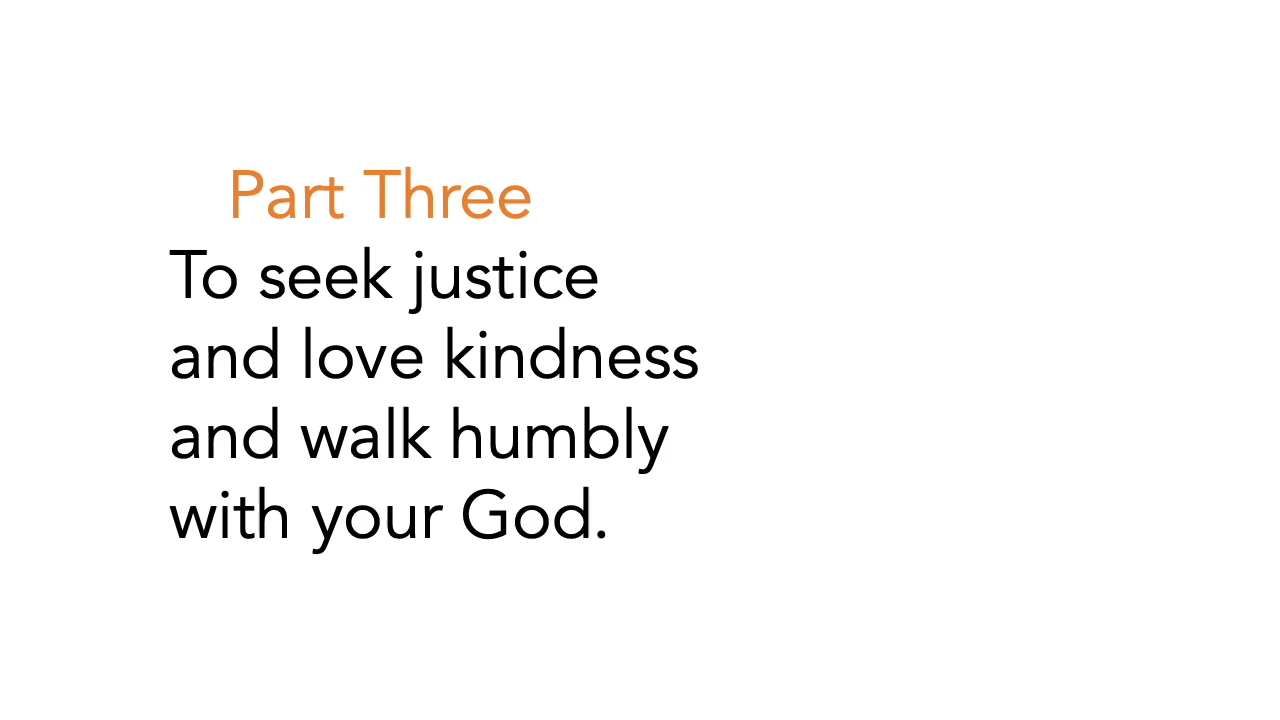 Part Three
To seek justice
and love kindness
and walk humbly
with your God.